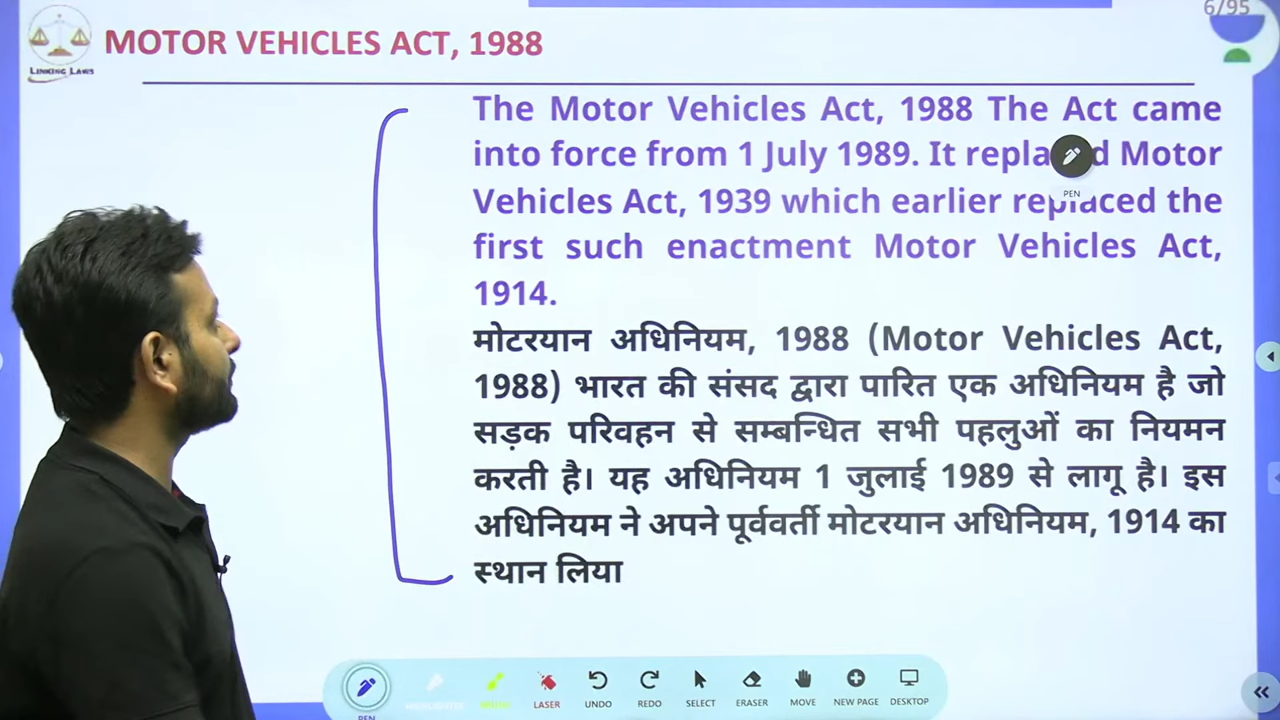 6/95
LINKING LAWS
MOTOR VEHICLES ACT, 1988
The Motor Vehicles Act, 1988 The Act came
into force from 1 July 1989. It replaced Motor
PEN
Vehicles Act, 1939 which earlier replaced the
first such enactment Motor Vehicles Act,
1914.
मोटरयान अधिनियम, 1988 (Motor Vehicles Act,
1988) भारत की संसद द्वारा पारित एक अधिनियम है जो
सड़क परिवहन से सम्बन्धित सभी पहलुओं का नियमन
करती है। यह अधिनियम 1 जुलाई 1989 से लागू है। इस
अधिनियम ने अपने पूर्ववर्ती मोटरयान अधिनियम, 1914 का
स्थान लिया
PEN HIGHLIGHTER LASER UNDO REDO SELECT ERASER MOVE NEW PAGE DESKTOP